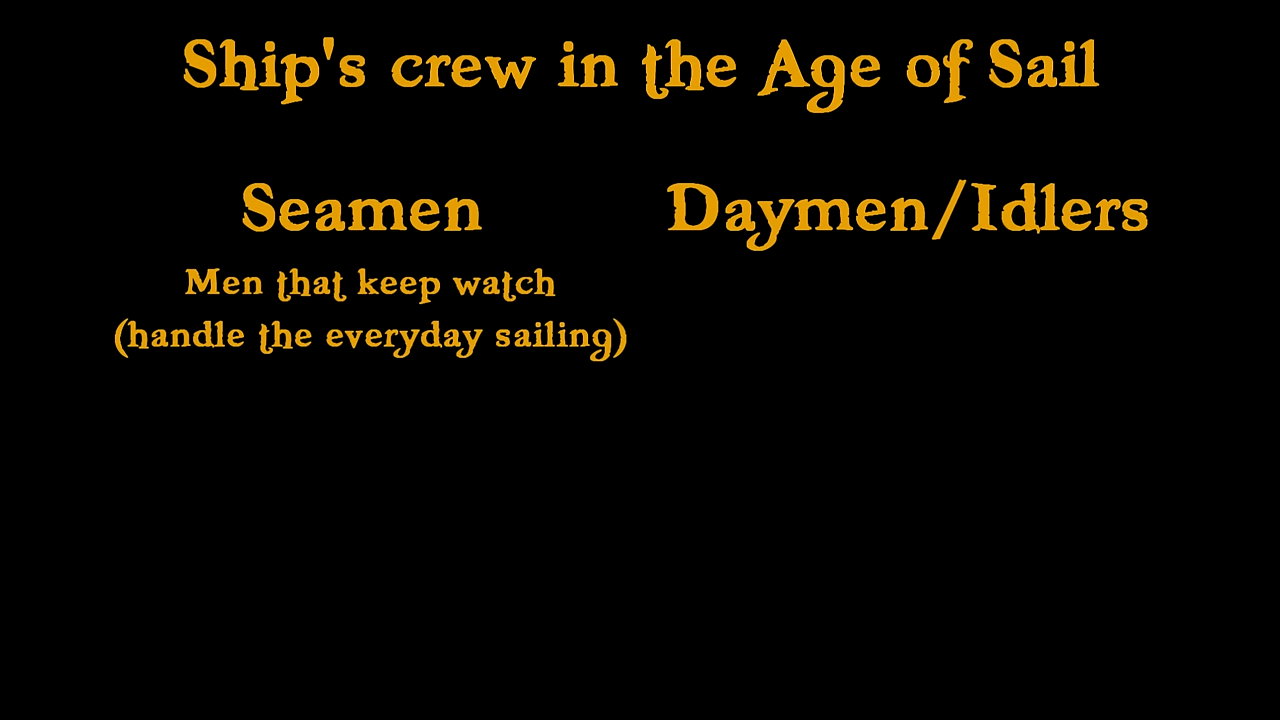 Ship's crew in the Age of Sail
Seamen
Men that keep watch
(handle the everyday sailing)
Daymen/Idlers